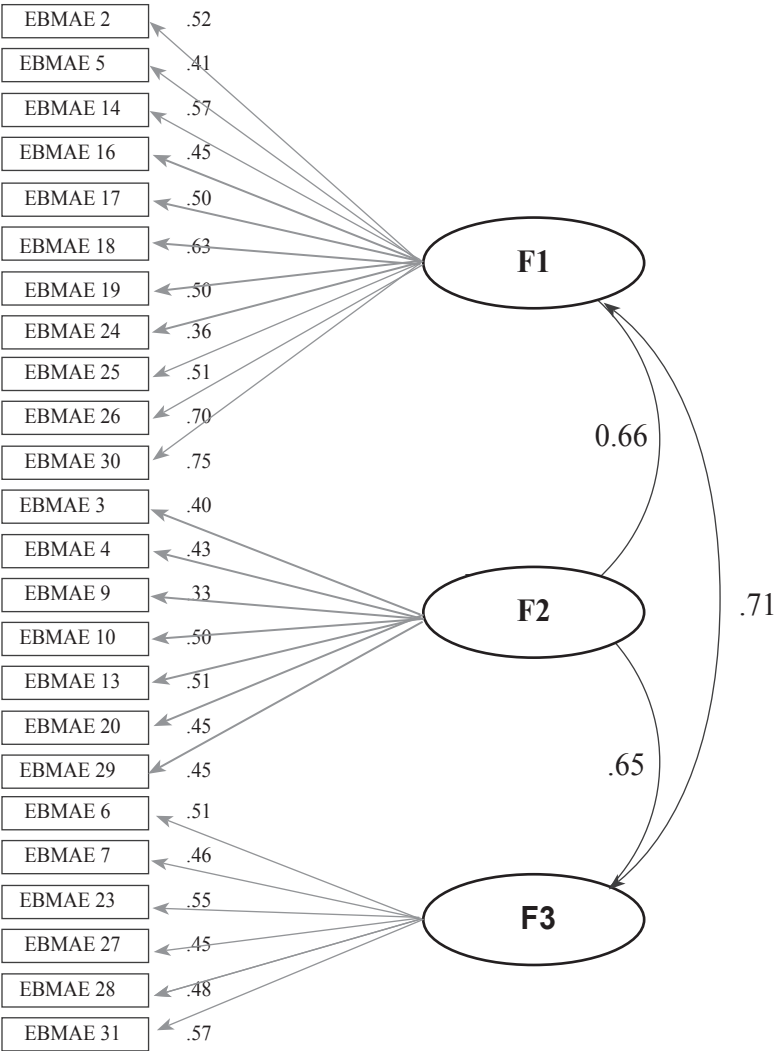 EBMAE 2 .52
EBMAE 5 .41
EBMAE 14 .57
EBMAE 16 .45
EBMAE 17 .50
EBMAE 18 .63
F1
EBMAE 19 .50
EBMAE 24 .36
EBMAE 25 .51
EBMAE 26 .70
0.66
EBMAE 30 .75
EBMAE 3 .40
EBMAE 4 .43
EBMAE 9 .33
F2
.71
EBMAE 10 .50
EBMAE 13 .51
EBMAE 20 .45
.65
EBMAE 29 .45
EBMAE 6 .51
EBMAE 7 .46
EBMAE 23 .55
F3
EBMAE 27 .45
EBMAE 28 .48
EBMAE 31 .57